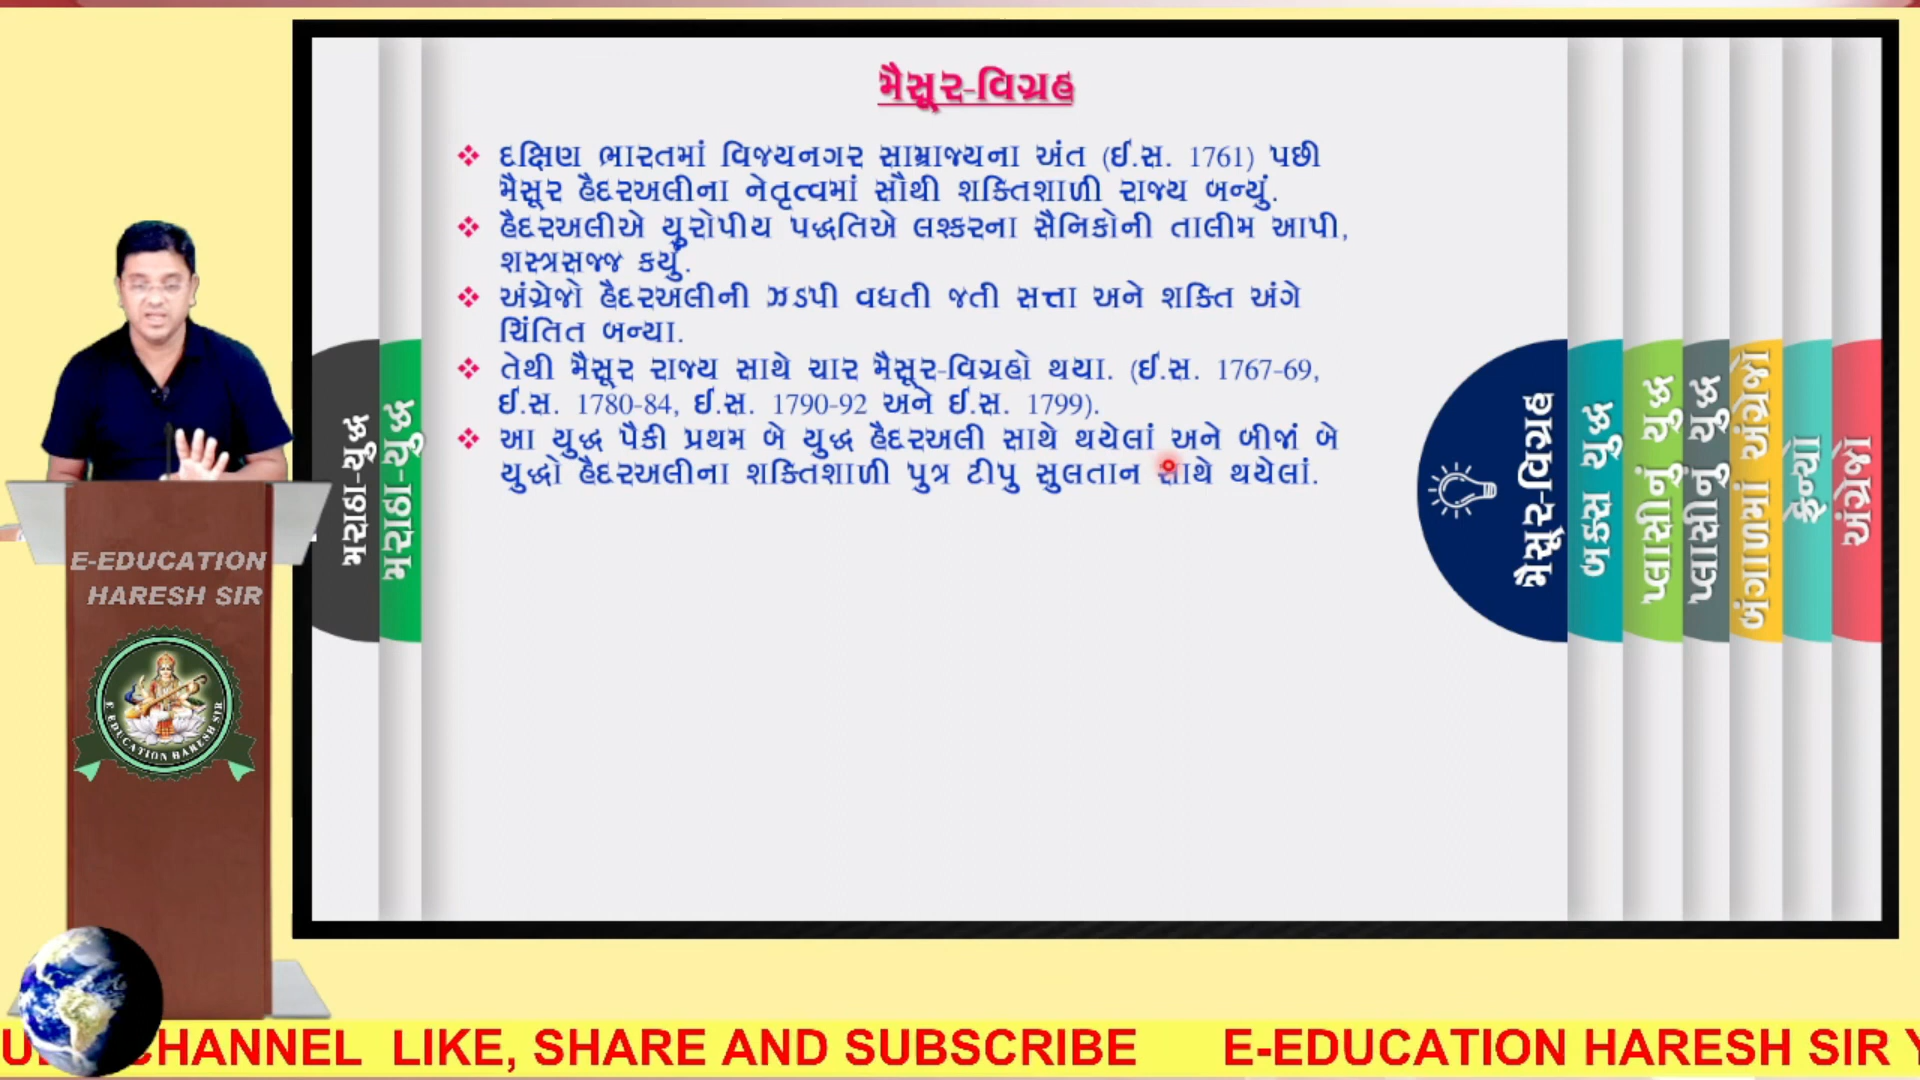 મૈસૂર-વિગ્રહ
❖ દક્ષિણ ભારતમાં વિજયનગર સામ્રાજ્યના અંત (ઈ.સ. 1761) પછી
મૈસૂર હૈદરઅલીના નેતૃત્વમાં સૌથી શક્તિશાળી રાજ્ય બન્યું.
❖ હૈદરઅલીએ યુરોપીય પદ્ધતિએ લશ્કરના સૈનિકોની તાલીમ આપી,
શસ્ત્રસજ્જ કર્યું.
❖ અંગ્રેજો હૈદરઅલીની ઝડપી વધતી જતી સત્તા અને શક્તિ અંગે
ચિંતિત બન્યા.
❖ તેથી મૈસૂર રાજ્ય સાથે ચાર મૈસૂર-વિગ્રહો થયા. (ઈ.સ. 1767-69,
ઈ.સ. 1780-84, ઈ.સ. 1790-92 અને ઈ.સ. 1799).
❖ આ યુદ્ધ પૈકી પ્રથમ બે યુદ્ધ હૈદરઅલી સાથે થયેલાં અને બીજાં બે
યુદ્ધો હૈદરઅલીના શક્તિશાળી પુત્ર ટીપુ સુલતાન સાથે થયેલાં.
મરાઠા-યુદ્ધ
મરાઠા-યુદ્ધ
મૈસૂર-વિગ્રહ
બક્સ યુદ્ધ
પ્લાસીનું યુદ્ધ
પ્લાસીનું યુદ્ધ
બંગાળમાં અંગ્રેજો
ફ્રેન્ચો
અંગ્રેજો
E-EDUCATION
HARESH SIR
E EDUCATION HARESH SIR
CHANNEL LIKE, SHARE AND SUBSCRIBE E-EDUCATION HARESH SIR Y